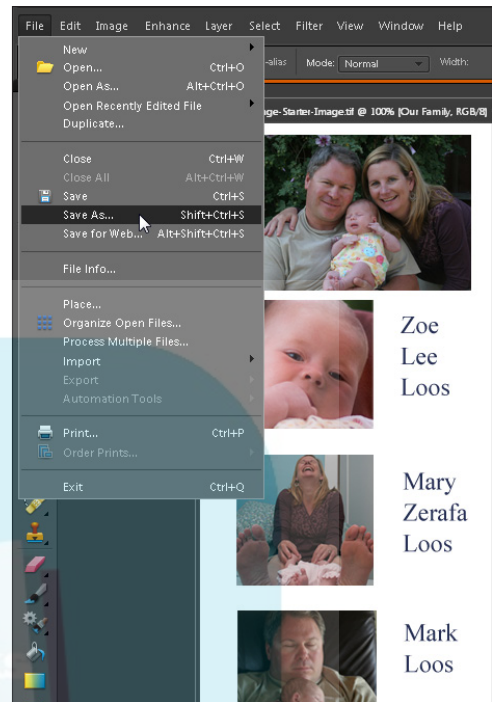 File Edit Image Enhance Layer Select Filter View Window Help
-alias Mode: Normal Width:
ge-Starter-Image.tif @ 100% (Our Family, RGB/8)
New
Open... Ctrl+O
Open As... Alt+Ctrl+O
Open Recently Edited File
Duplicate...
Close Ctrl+W
Close All Alt+Ctrl+W
Save Ctrl+S
Save As... Shift+Ctrl+S
Save for Web... Alt+Shift+Ctrl+S
File Info...
Place...
Organize Open Files...
Process Multiple Files...
Import
Export
Automation Tools
Print... Ctrl+P
Order Prints...
Exit Ctrl+Q
Zoe
Lee
Loos
Mary
Zerafa
Loos
Mark
Loos